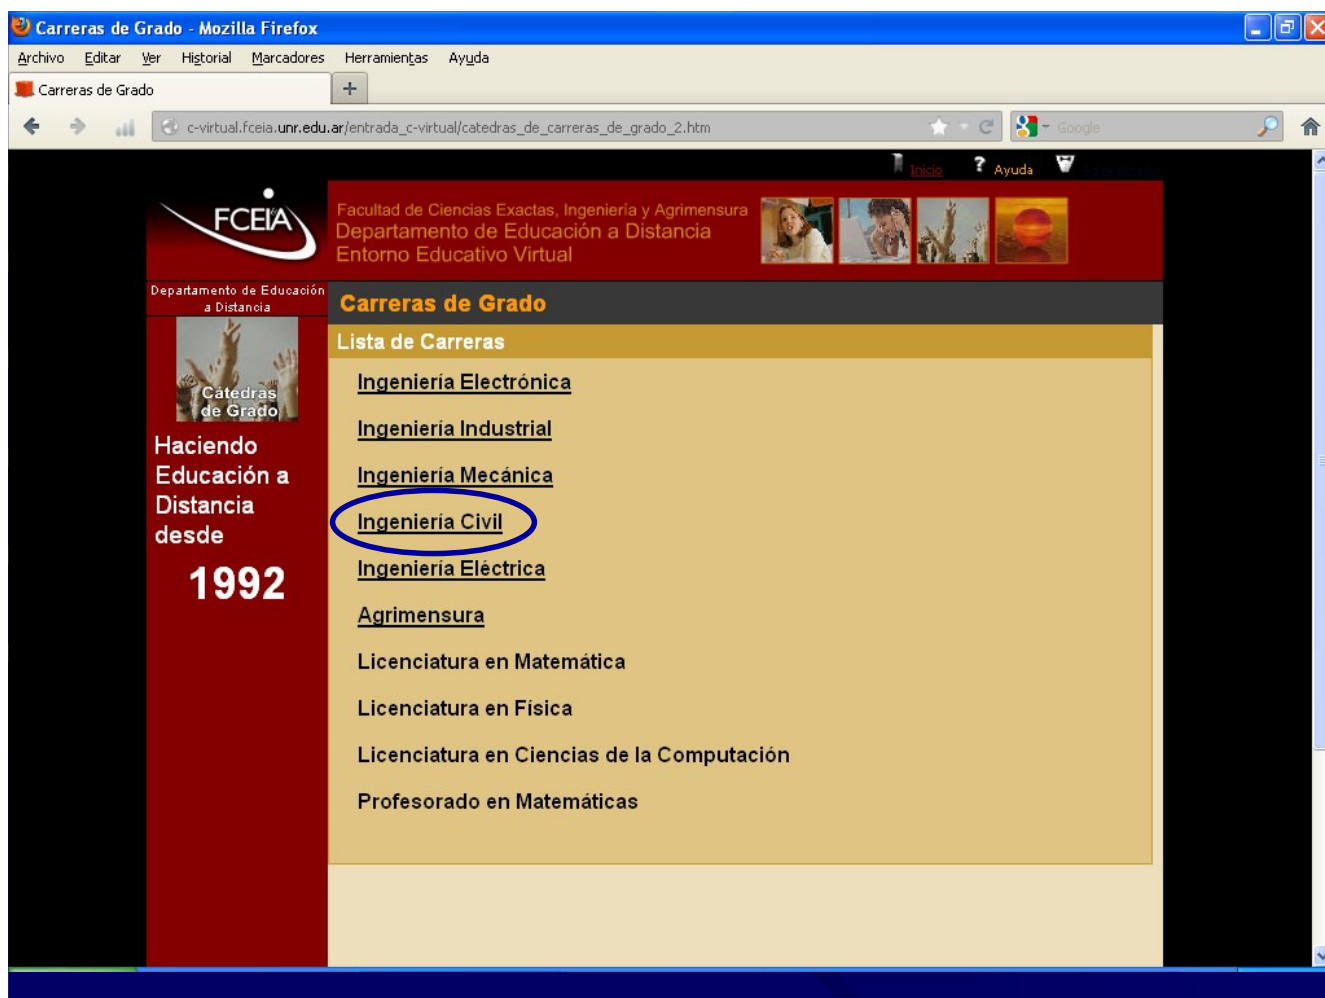 Carreras de Grado - Mozilla Firefox
Archivo Editar Ver Historial Marcadores Herramientas Ayuda
Carreras de Grado
c-virtual.fceia.unr.edu.ar/entrada_c-virtual/catedras_de_carreras_de_grado_2.htm
Google
Inicio ? Ayuda
FCEIA
Facultad de Ciencias Exactas, Ingeniería y Agrimensura
Departamento de Educación a Distancia
Entorno Educativo Virtual
Departamento de Educación
a Distancia
Carreras de Grado
Lista de Carreras
Cátedras
de Grado
Haciendo
Educación a
Distancia
desde
1992
Ingeniería Electrónica
Ingeniería Industrial
Ingeniería Mecánica
Ingeniería Civil
Ingeniería Eléctrica
Agrimensura
Licenciatura en Matemática
Licenciatura en Física
Licenciatura en Ciencias de la Computación
Profesorado en Matemáticas